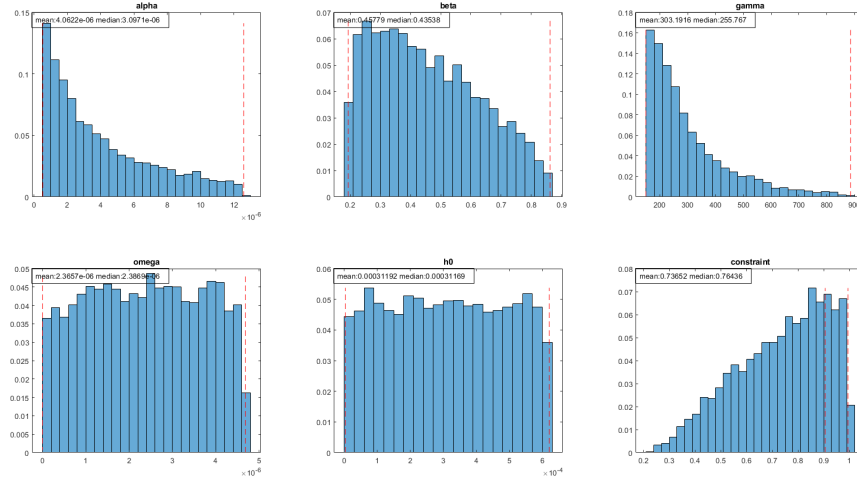 alpha
mean:4.0622e-06 median:3.0971e-06
0.15
0.1
0.05
0
0 2 4 6 8 10 12
×10-6
beta
mean:0.45779 median:0.43538
0.07
0.06
0.05
0.04
0.03
0.02
0.01
0
0.2 0.3 0.4 0.5 0.6 0.7 0.8 0.9
gamma
mean:303.1916 median:255.767
0.18
0.16
0.14
0.12
0.1
0.08
0.06
0.04
0.02
0
200 300 400 500 600 700 800 900
omega
mean:2.3657e-06 median:2.3869e-06
0.05
0.045
0.04
0.035
0.03
0.025
0.02
0.015
0.01
0.005
0
0 1 2 3 4 5
×10-6
h0
mean:0.00031192 median:0.00031169
0.06
0.05
0.04
0.03
0.02
0.01
0
0 1 2 3 4 5 6
×10-4
constraint
mean:0.73652 median:0.76436
0.08
0.07
0.06
0.05
0.04
0.03
0.02
0.01
0
0.2 0.3 0.4 0.5 0.6 0.7 0.8 0.9 1